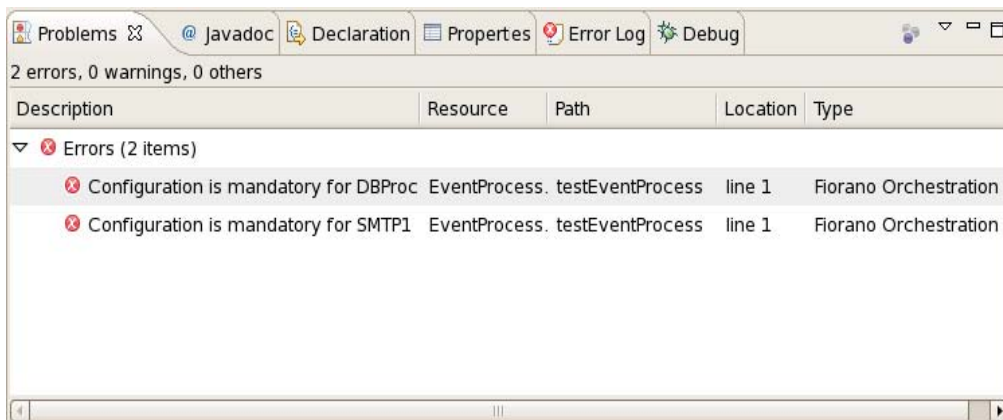 Problems @ Javadoc Declaration Propertes Error Log Debug
2 errors, 0 warnings, 0 others
Description Resource Path Location Type
Errors (2 items)
Configuration is mandatory for DBProc EventProcess. testEventProcess line 1 Fiorano Orchestration
Configuration is mandatory for SMTP1 EventProcess. testEventProcess line 1 Fiorano Orchestration